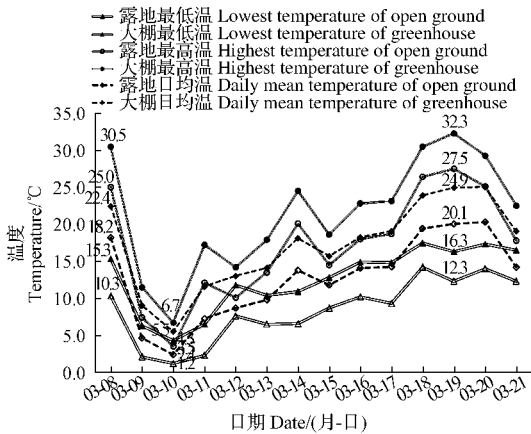 露地最低温 Lowest temperature of open ground
大棚最低温 Lowest temperature of greenhouse
露地最高温 Highest temperature of open ground
大棚最高温 Highest temperature of greenhouse
露地日均温 Daily mean temperature of open ground
大棚日均温 Daily mean temperature of greenhouse
温度
Temperature/℃
35.0
30.0
25.0
20.0
15.0
10.0
5.0
0.0
30.5
25.0
22.4
18.2
15.3
10.3
6.7
1.2
32.3
27.5
24.9
20.1
16.3
12.3
03-08 03-09 03-10 03-11 03-12 03-13 03-14 03-15 03-16 03-17 03-18 03-19 03-20 03-21
日期 Date/(月-日)